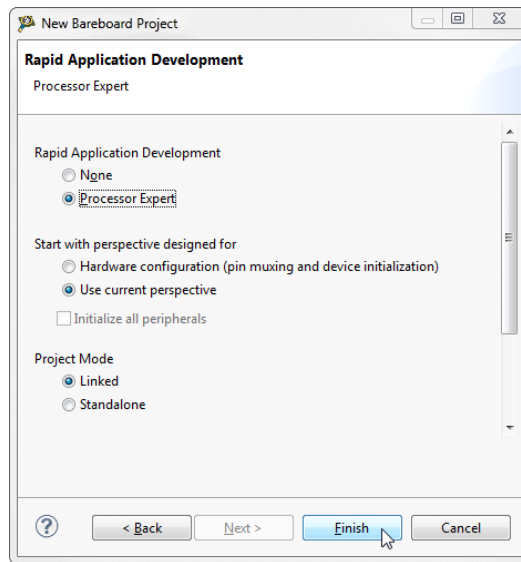 New Bareboard Project
Rapid Application Development
Processor Expert
Rapid Application Development
None
Processor Expert
Start with perspective designed for
Hardware configuration (pin muxing and device initialization)
Use current perspective
Initialize all peripherals
Project Mode
Linked
Standalone
? < Back Next > Finish Cancel